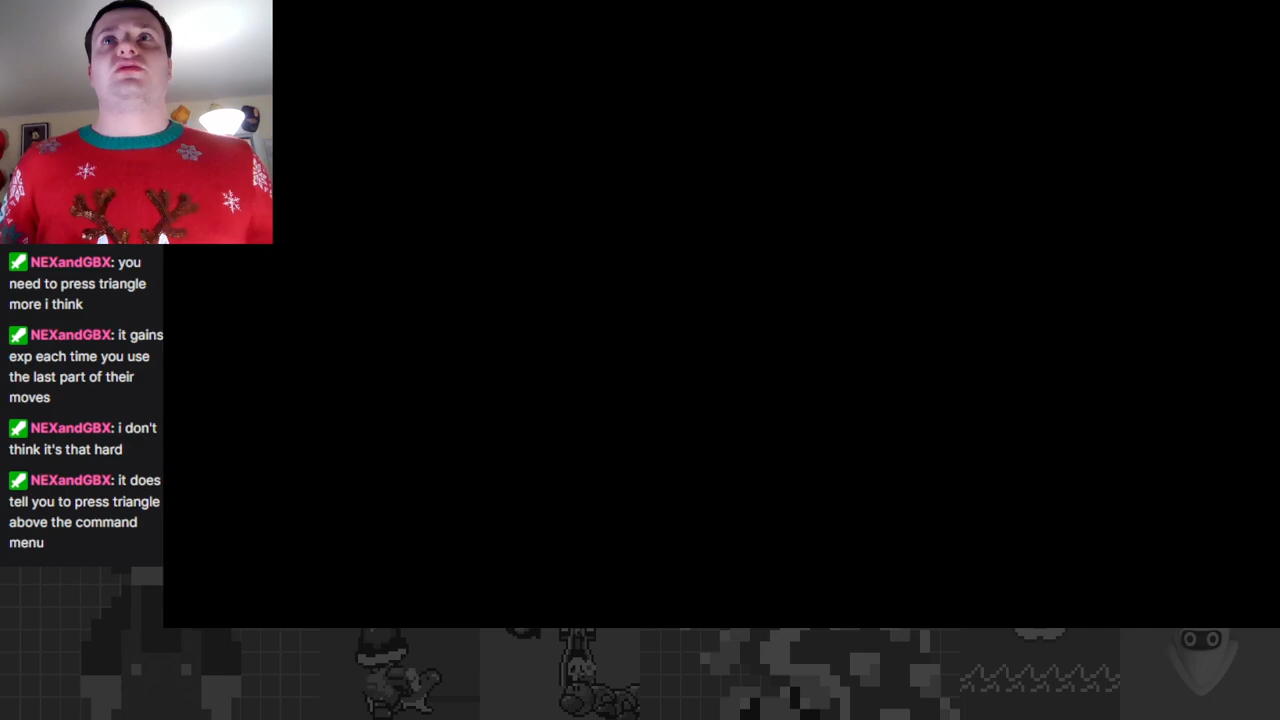 NEXandGBX: you
need to press triangle
more i think
NEXandGBX: it gains
exp each time you use
the last part of their
moves
NEXandGBX: i don't
think it's that hard
NEXandGBX: it does
tell you to press triangle
above the command
menu